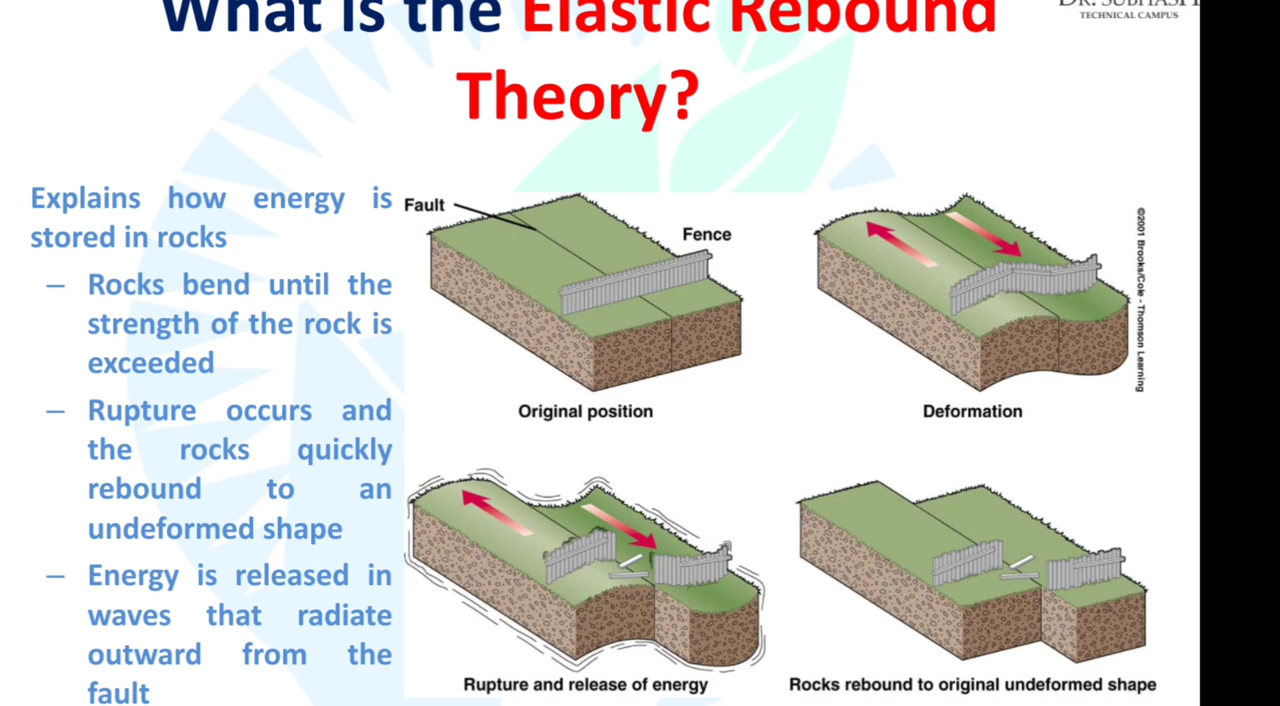 What is the Elastic Rebound
Theory?
TECHNICAL CAMPUS
Explains how energy is
stored in rocks
– Rocks bend until the
strength of the rock is
exceeded
– Rupture occurs and
the rocks quickly
rebound to an
undeformed shape
– Energy is released in
waves that radiate
outward from the
fault
Fault
Fence
Original position
Deformation
©2001 Brooks/Cole - Thomson Learning
Rupture and release of energy
Rocks rebound to original undeformed shape